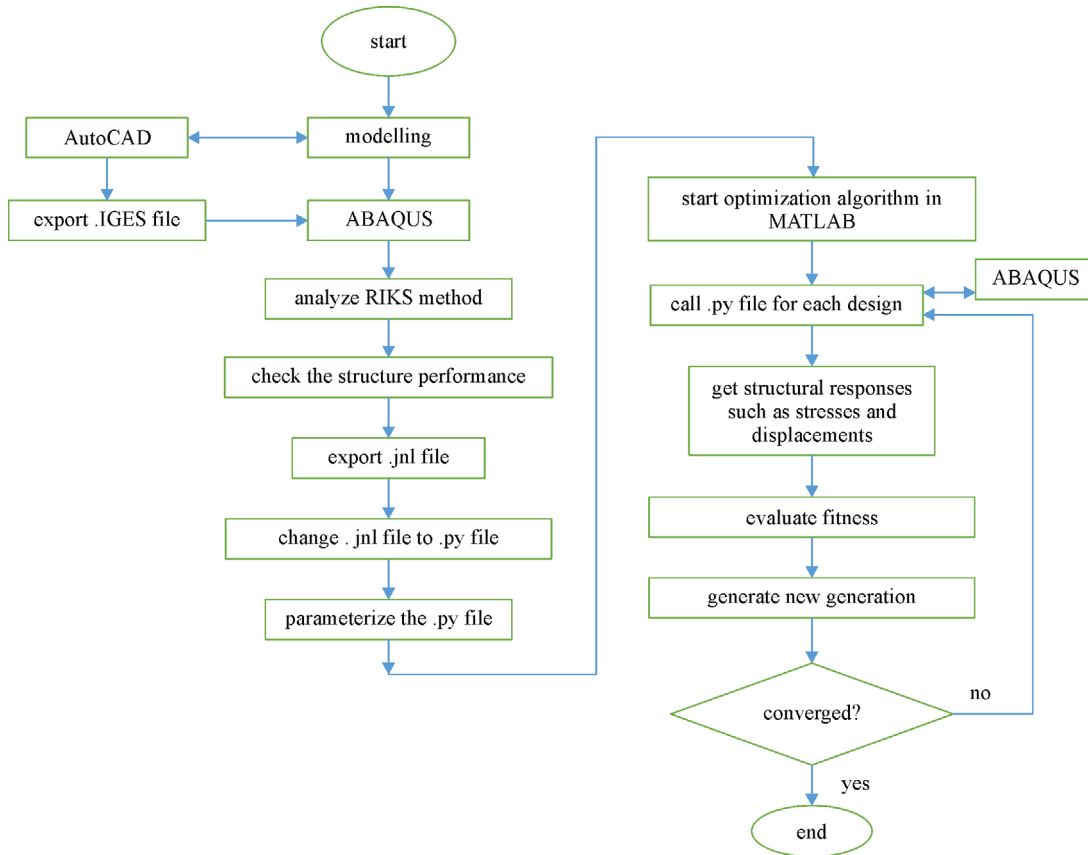 start
AutoCAD
modelling
export .IGES file
ABAQUS
analyze RIKS method
check the structure performance
export .jnl file
change . jnl file to .py file
parameterize the .py file
start optimization algorithm in
MATLAB
call .py file for each design
ABAQUS
get structural responses
such as stresses and
displacements
evaluate fitness
generate new generation
converged?
no
yes
end